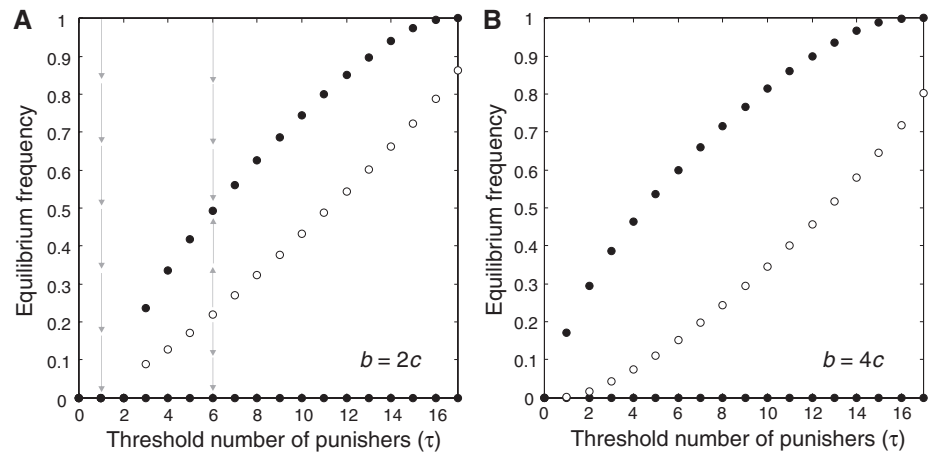 A
Equilibrium frequency
1
0.9
0.8
0.7
0.6
0.5
0.4
0.3
0.2
0.1
0
0 2 4 6 8 10 12 14 16
b = 2c
Threshold number of punishers (τ)
B
Equilibrium frequency
1
0.9
0.8
0.7
0.6
0.5
0.4
0.3
0.2
0.1
0
0 2 4 6 8 10 12 14 16
b = 4c
Threshold number of punishers (τ)